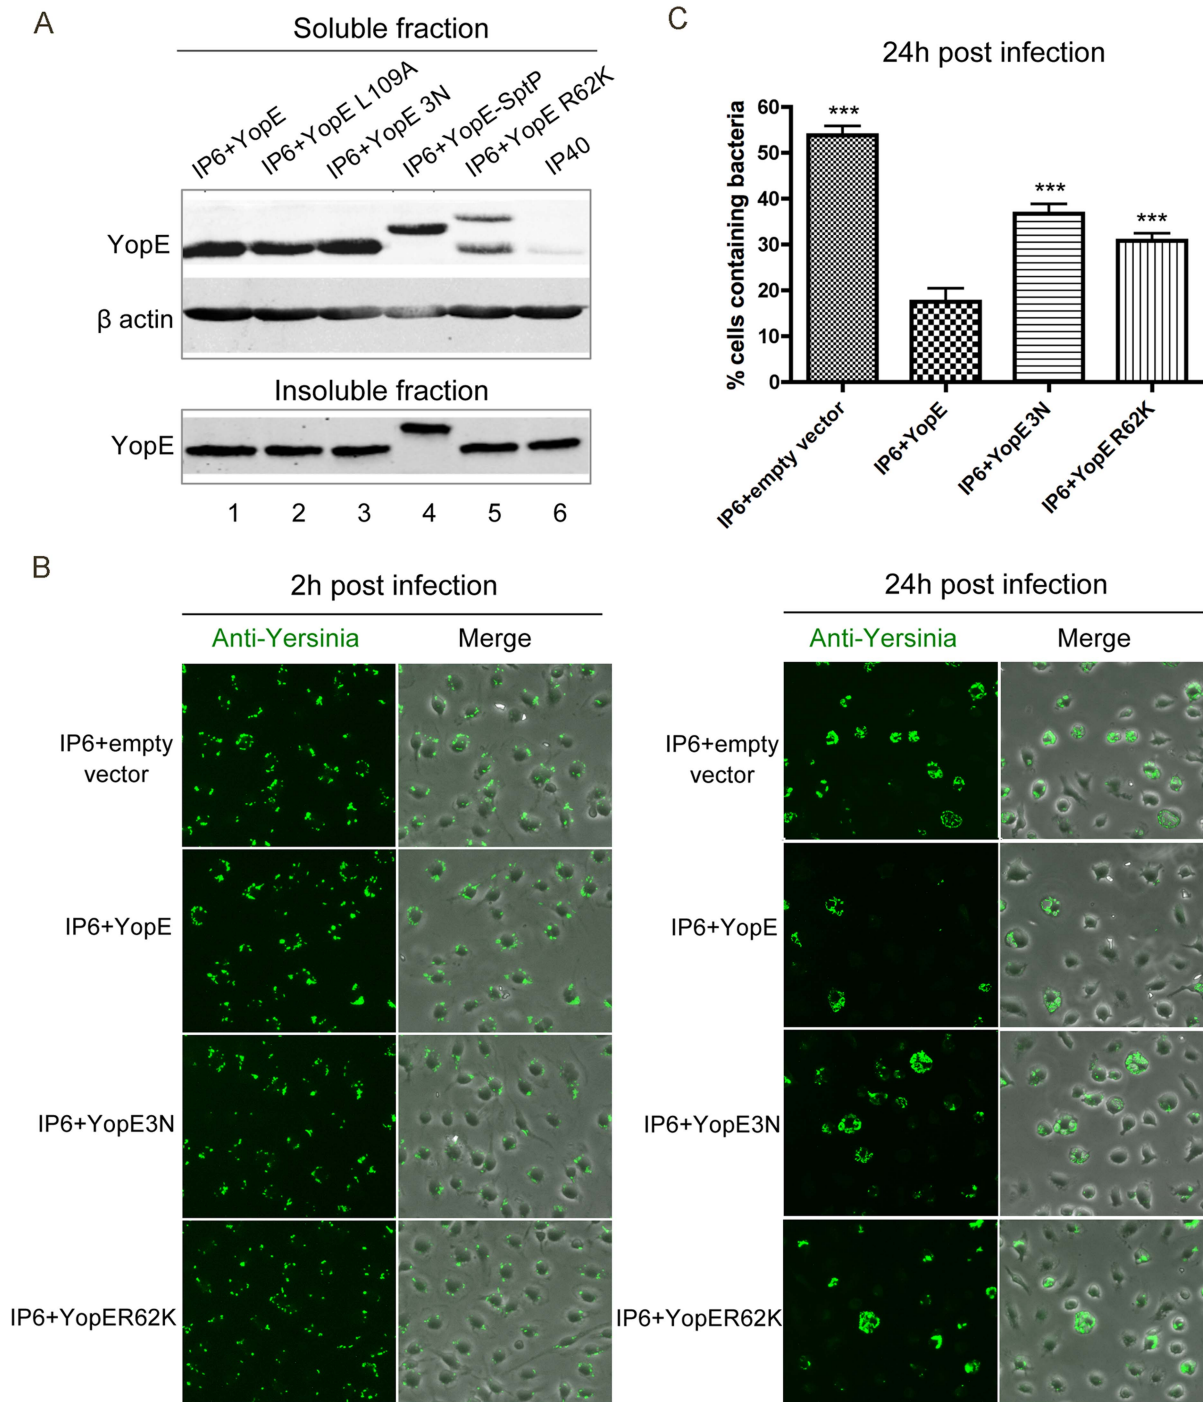 A
Soluble fraction
IP6+YopE
IP6+YopE L109A
IP6+YopE 3N
IP6+YopE-SptP
IP6+YopE R62K
IP40
YopE
β actin
Insoluble fraction
YopE
1 2 3 4 5 6
C
24h post infection
% cells containing bacteria
60
50
40
30
20
10
0
***
***
***
IP6+empty vector
IP6+YopE
IP6+YopE 3N
IP6+YopE R62K
B
2h post infection
Anti-Yersinia Merge
IP6+empty
vector
IP6+YopE
IP6+YopE3N
IP6+YopER62K
24h post infection
Anti-Yersinia Merge
IP6+empty
vector
IP6+YopE
IP6+YopE3N
IP6+YopER62K